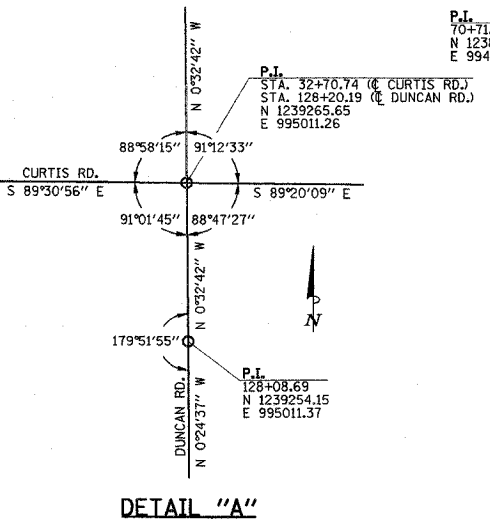 P.I.
70+71.
N 123
E 994
N 0°32'42" W
P.I.
STA. 32+70.74 (℄ CURTIS RD.)
STA. 128+20.19 (℄ DUNCAN RD.)
N 1239265.65
E 995011.26
88°58'15" 91°12'33"
CURTIS RD.
S 89°30'56" E
S 89°20'09" E
91°01'45" 88°47'27"
N 0°32'42" W
N
179°51'55"
P.I.
128+08.69
N 1239254.15
E 995011.37
DUNCAN RD.
N 0°24'37" W
DETAIL "A"